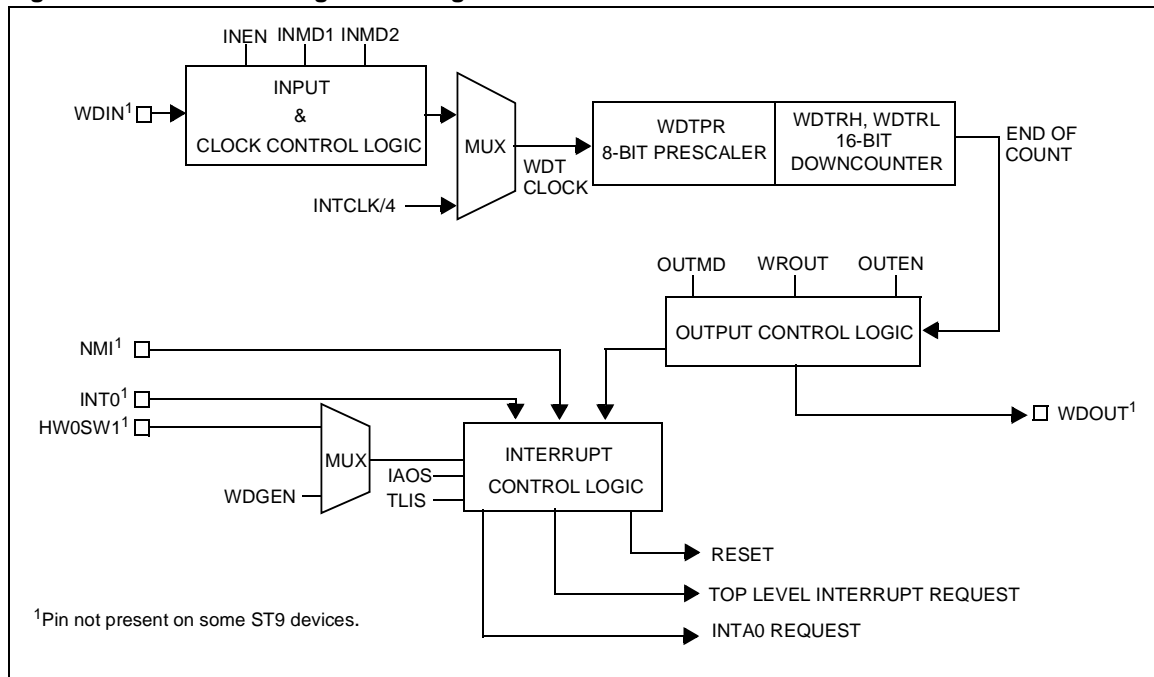 INEN INMD1 INMD2
INPUT
&
CLOCK CONTROL LOGIC
WDIN¹
MUX
INTCLK/4
WDT
CLOCK
WDTPR
8-BIT PRESCALER
WDTRH, WDTRL
16-BIT
DOWNCOUNTER
END OF
COUNT
OUTMD WROUT OUTEN
OUTPUT CONTROL LOGIC
NMI¹
INT0¹
HW0SW1¹
WDOUT¹
MUX
WDGEN
IAOS
TLIS
INTERRUPT
CONTROL LOGIC
RESET
TOP LEVEL INTERRUPT REQUEST
INTA0 REQUEST
¹Pin not present on some ST9 devices.